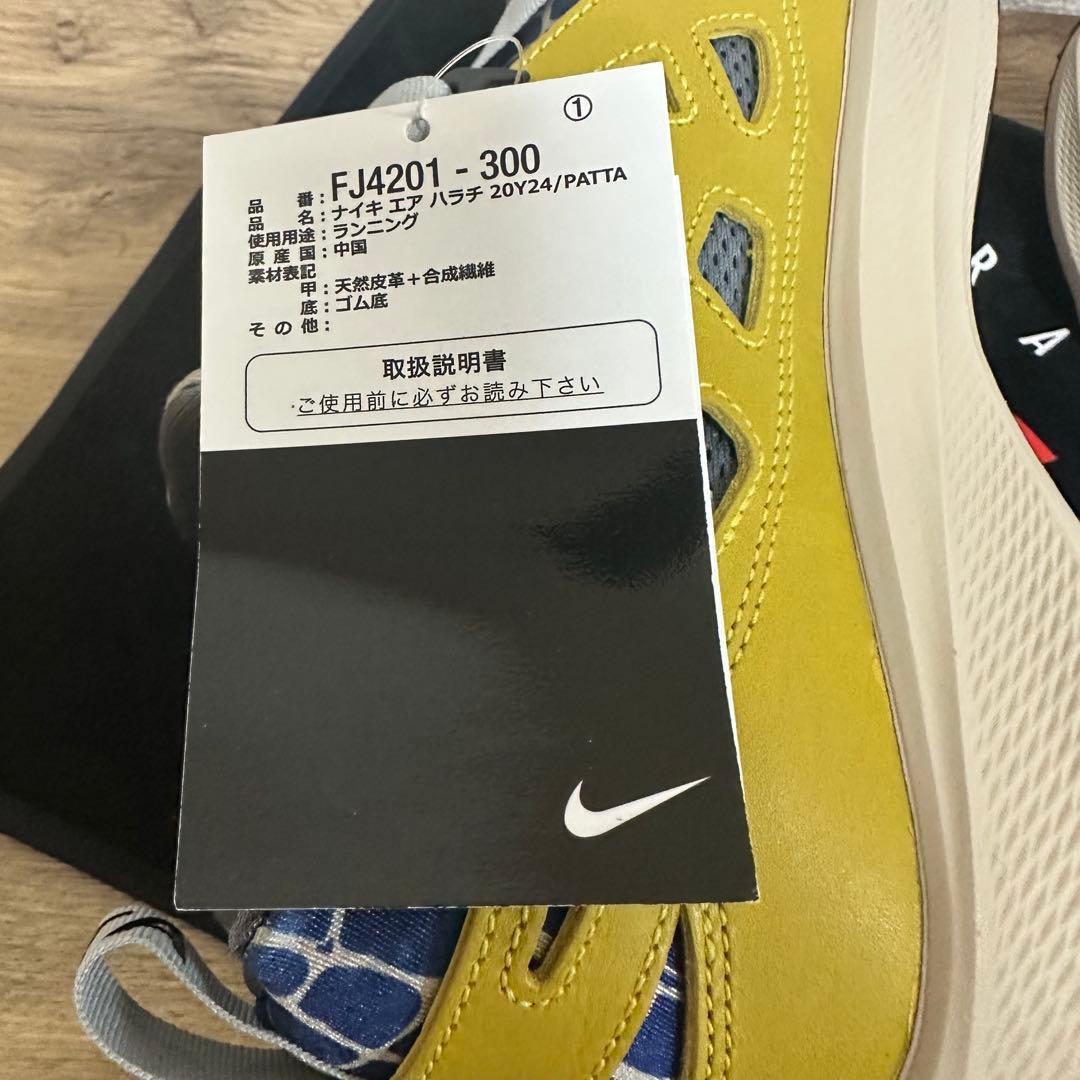 ①
品番：FJ4201 - 300
品名：ナイキ エア ハラチ 20Y24/PATTA
使用用途：ランニング
原産国：中国
素材表記
甲：天然皮革＋合成繊維
底：ゴム底
その他：
取扱説明書
ご使用前に必ずお読み下さい
R
A